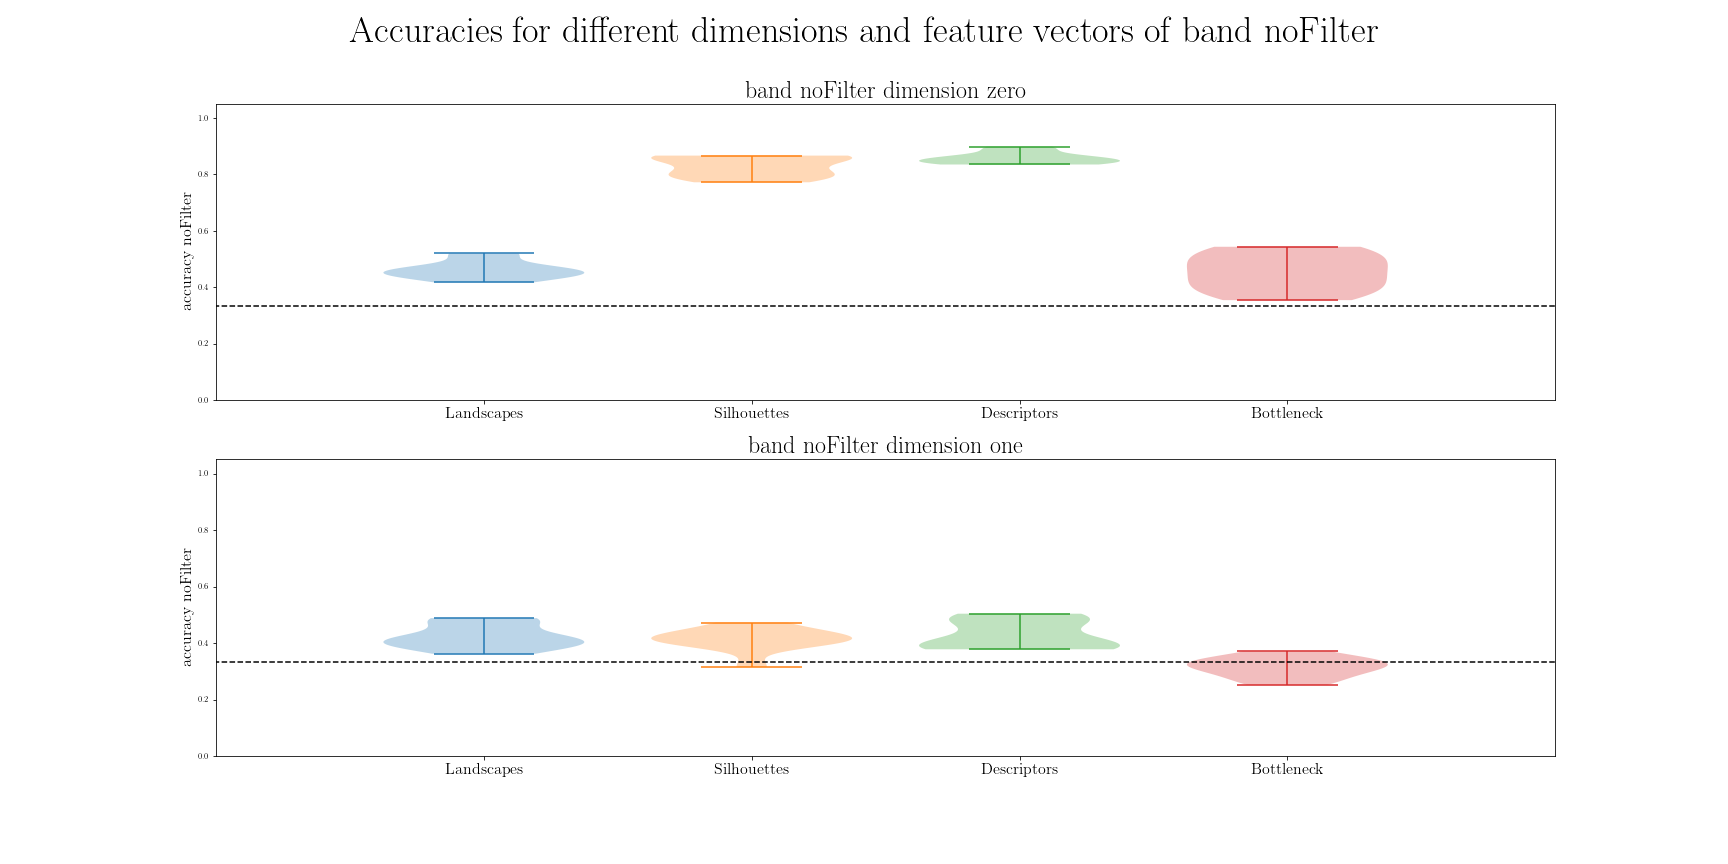 Accuracies for different dimensions and feature vectors of band noFilter
band noFilter dimension zero
accuracy noFilter
1.0
0.8
0.6
0.4
0.2
0.0
Landscapes Silhouettes Descriptors Bottleneck
band noFilter dimension one
accuracy noFilter
1.0
0.8
0.6
0.4
0.2
0.0
Landscapes Silhouettes Descriptors Bottleneck